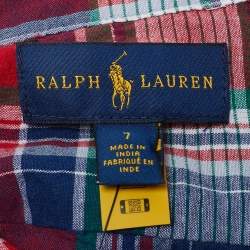 RALPH LAUREN
7
MADE IN
INDIA
FABRIQUÉ EN
INDE